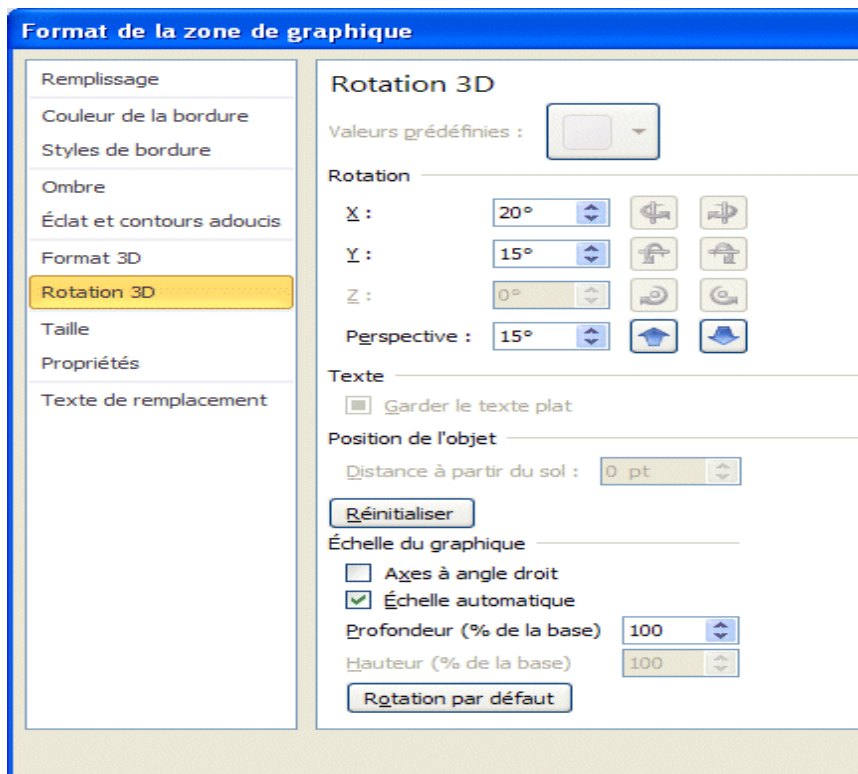 Format de la zone de graphique
Remplissage
Couleur de la bordure
Styles de bordure
Ombre
Éclat et contours adoucis
Format 3D
Rotation 3D
Taille
Propriétés
Texte de remplacement
Rotation 3D
Valeurs prédéfinies :
Rotation
X : 20°
Y : 15°
Z : 0°
Perspective : 15°
Texte
Garder le texte plat
Position de l'objet
Distance à partir du sol : 0 pt
Réinitialiser
Échelle du graphique
Axes à angle droit
Échelle automatique
Profondeur (% de la base) 100
Hauteur (% de la base) 100
Rotation par défaut